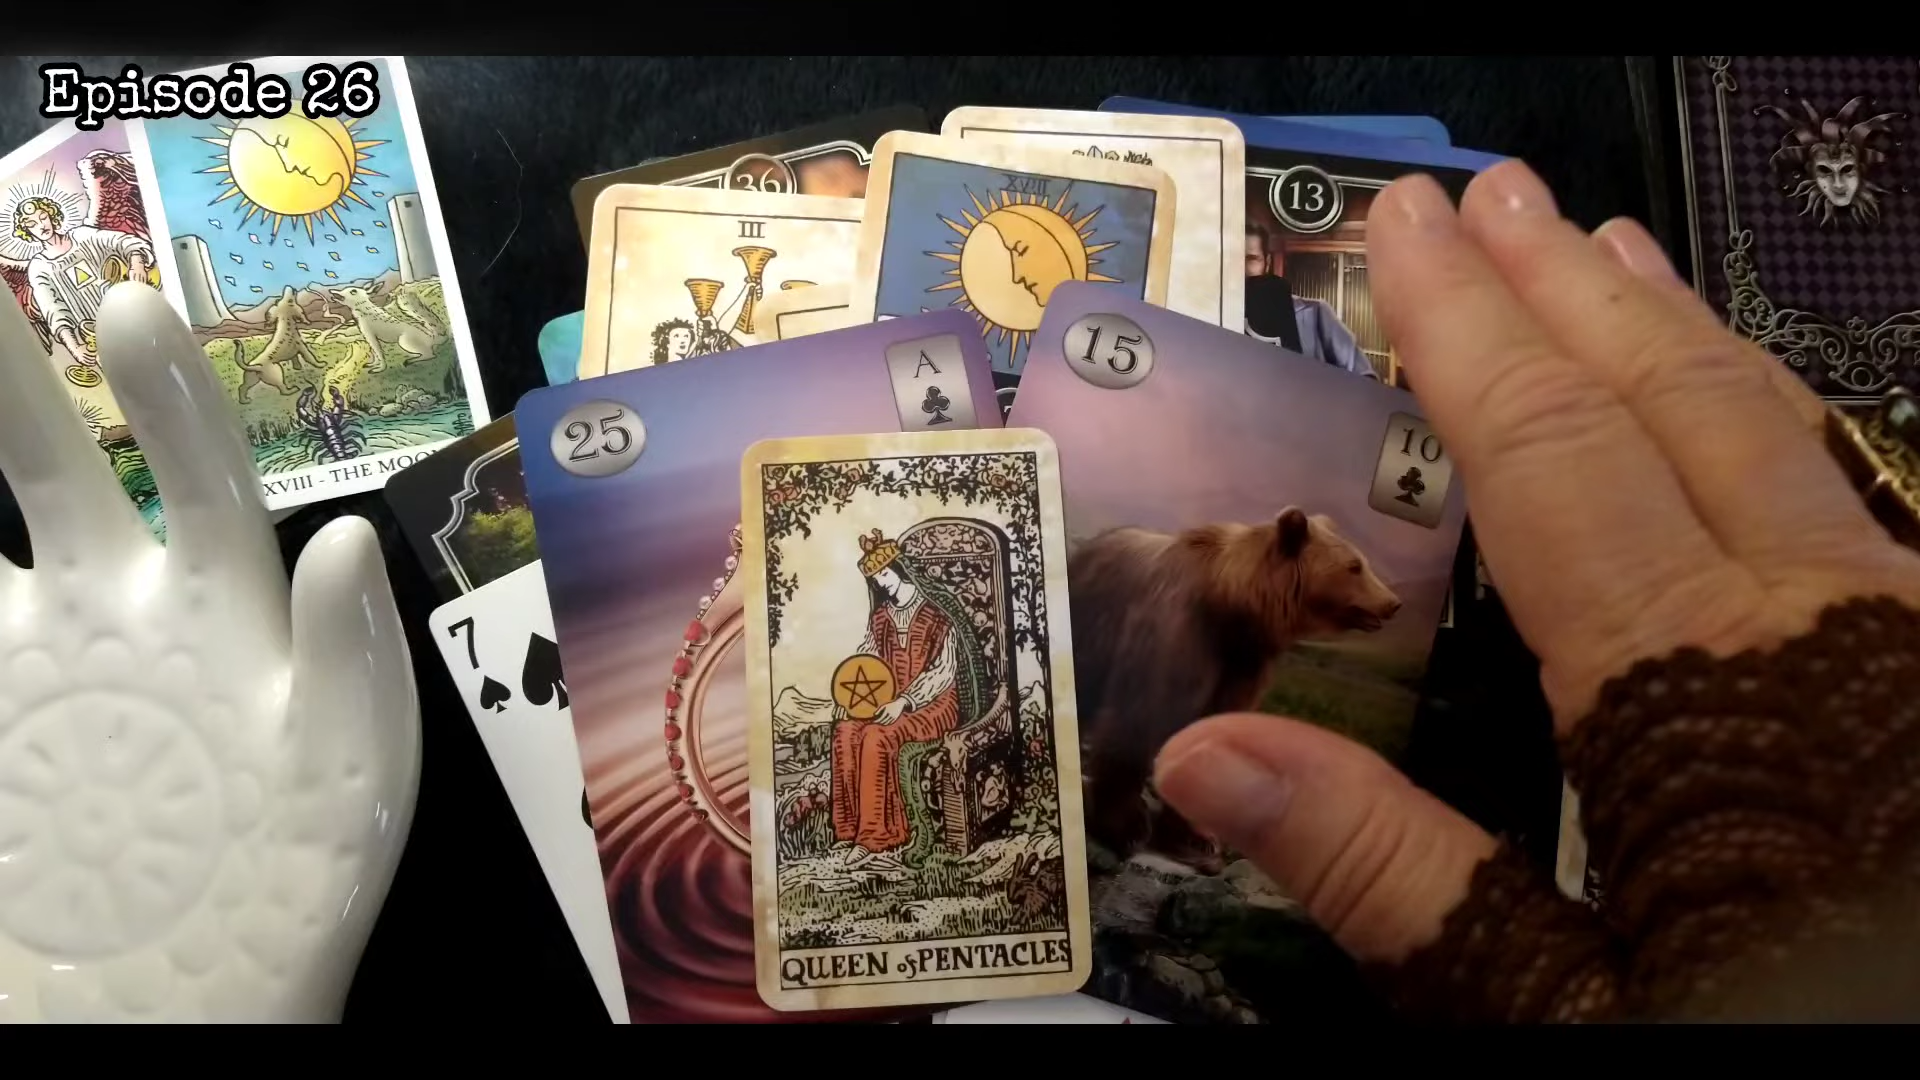 Episode 26
XVIII - THE MOON
36
III
XVIII
13
25
A
15
10
7
QUEEN of PENTACLES